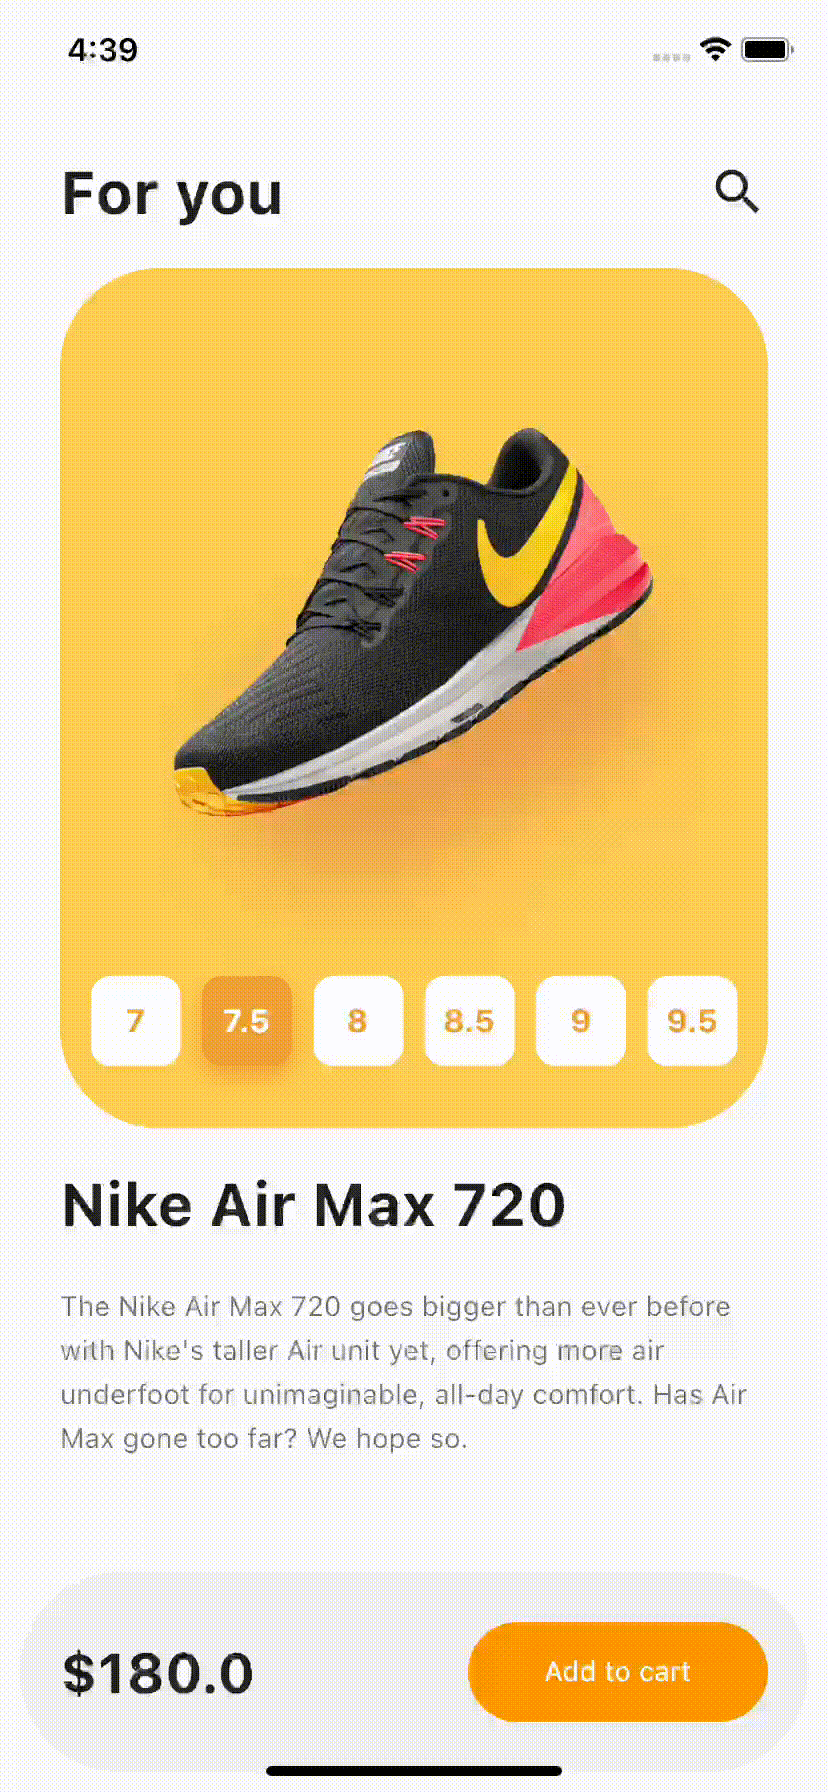 4:39
For you
7
7.5
8
8.5
9
9.5
Nike Air Max 720
The Nike Air Max 720 goes bigger than ever before
with Nike's taller Air unit yet, offering more air
underfoot for unimaginable, all-day comfort. Has Air
Max gone too far? We hope so.
$180.0
Add to cart